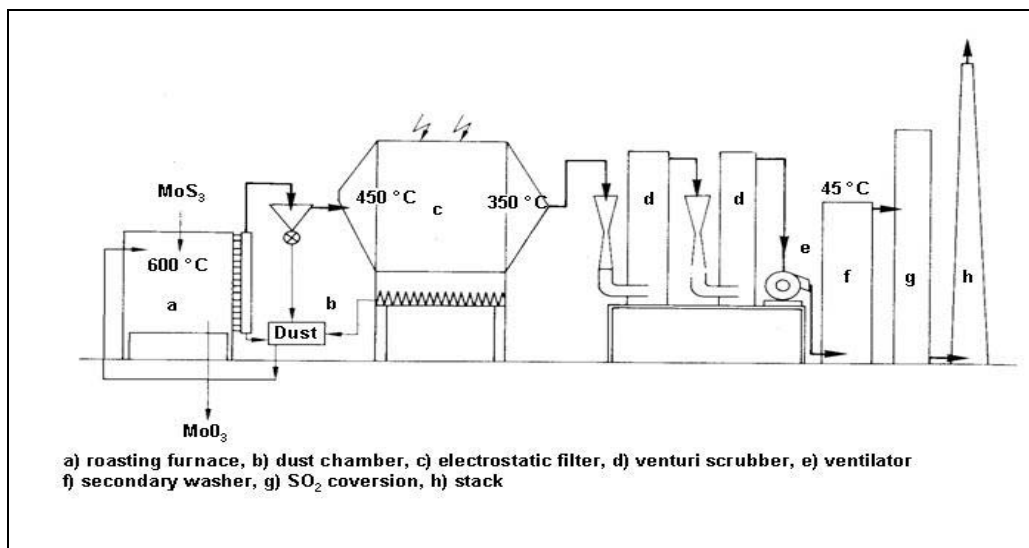 MoS3
600 °C
a
MoO3
Dust
b
450 °C
c
350 °C
d
d
e
45 °C
f
g
h
a) roasting furnace, b) dust chamber, c) electrostatic filter, d) venturi scrubber, e) ventilator
f) secondary washer, g) SO2 coversion, h) stack